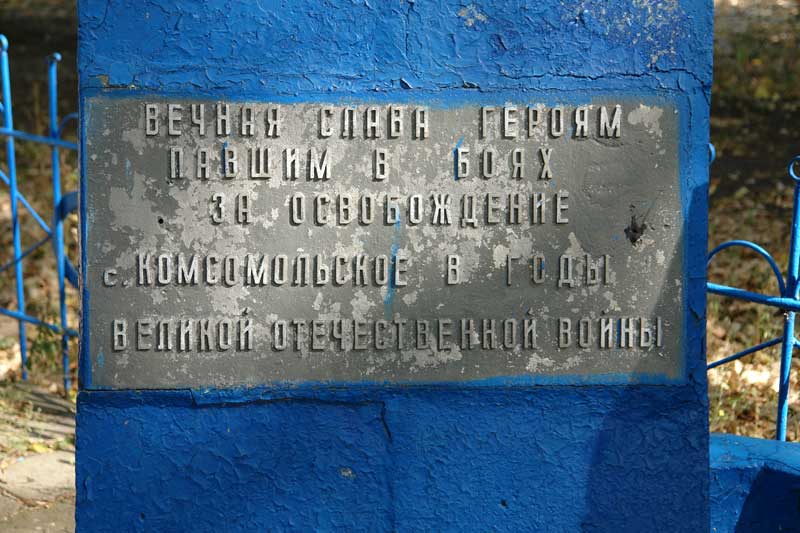 ВЕЧНАЯ СЛАВА ГЕРОЯМ
ПАВШИМ В БОЯХ
ЗА ОСВОБОЖДЕНИЕ
с. КОМСОМОЛЬСКОЕ В ГОДЫ
ВЕЛИКОЙ ОТЕЧЕСТВЕННОЙ ВОЙНЫ